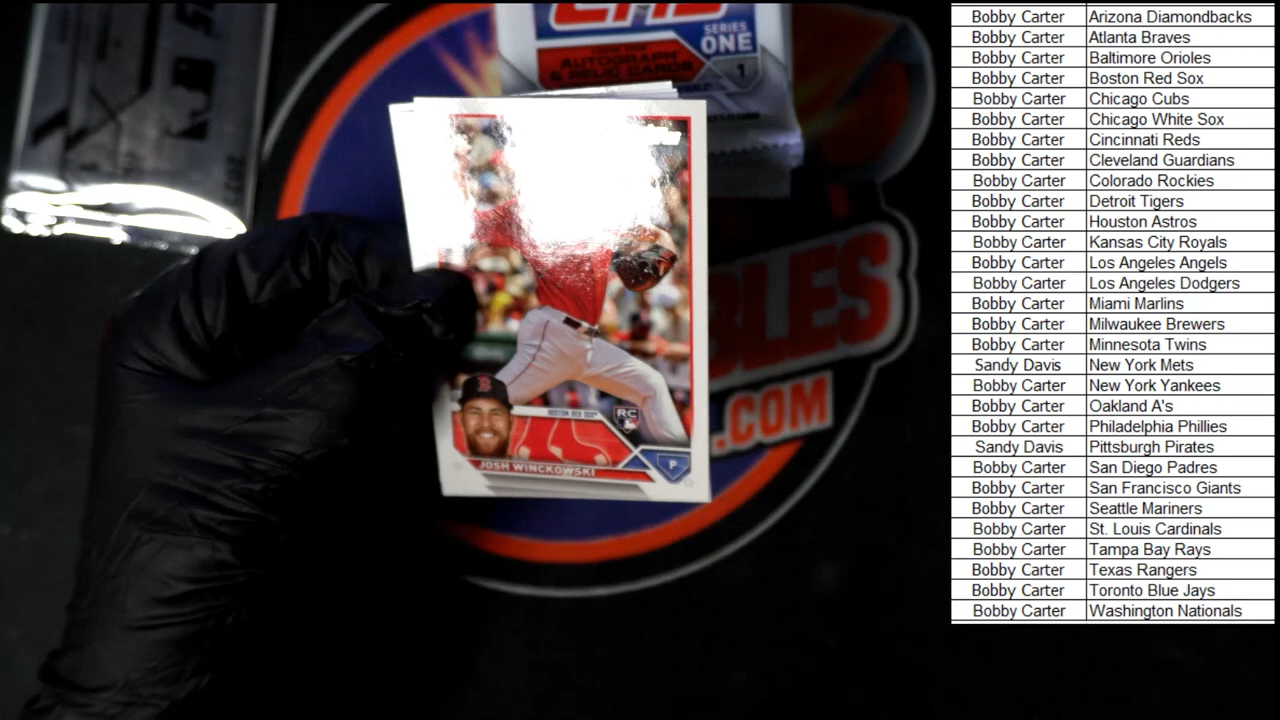 SERIES
ONE
AUTOGRAPH
& RELIC CARDS
1
BLES
.COM
BOSTON RED SOX
RC
JOSH WINCKOWSKI
P
Bobby Carter Arizona Diamondbacks
Bobby Carter Atlanta Braves
Bobby Carter Baltimore Orioles
Bobby Carter Boston Red Sox
Bobby Carter Chicago Cubs
Bobby Carter Chicago White Sox
Bobby Carter Cincinnati Reds
Bobby Carter Cleveland Guardians
Bobby Carter Colorado Rockies
Bobby Carter Detroit Tigers
Bobby Carter Houston Astros
Bobby Carter Kansas City Royals
Bobby Carter Los Angeles Angels
Bobby Carter Los Angeles Dodgers
Bobby Carter Miami Marlins
Bobby Carter Milwaukee Brewers
Bobby Carter Minnesota Twins
Sandy Davis New York Mets
Bobby Carter New York Yankees
Bobby Carter Oakland A's
Bobby Carter Philadelphia Phillies
Sandy Davis Pittsburgh Pirates
Bobby Carter San Diego Padres
Bobby Carter San Francisco Giants
Bobby Carter Seattle Mariners
Bobby Carter St. Louis Cardinals
Bobby Carter Tampa Bay Rays
Bobby Carter Texas Rangers
Bobby Carter Toronto Blue Jays
Bobby Carter Washington Nationals